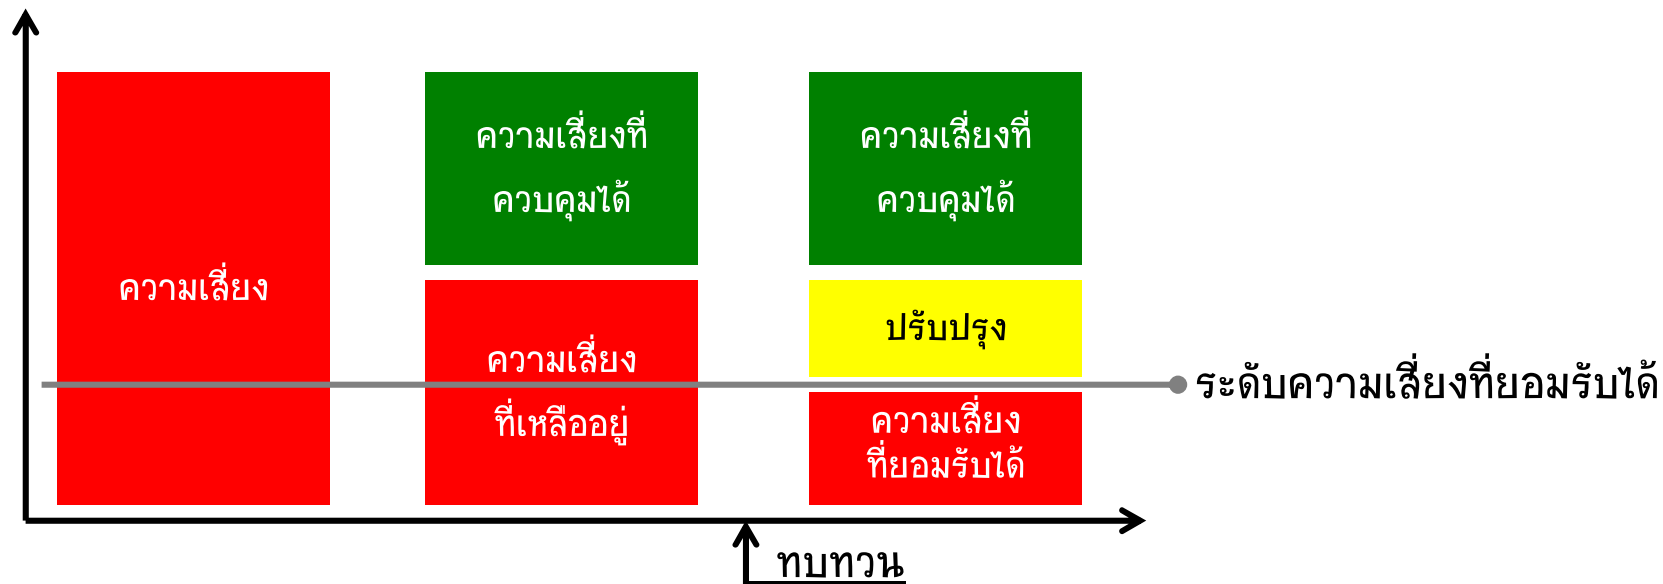 ความเสี่ยง
ความเสี่ยงที่
ควบคุมได้
ความเสี่ยง
ที่เหลืออยู่
ความเสี่ยงที่
ควบคุมได้
ปรับปรุง
ความเสี่ยง
ที่ยอมรับได้
ระดับความเสี่ยงที่ยอมรับได้
ทบทวน